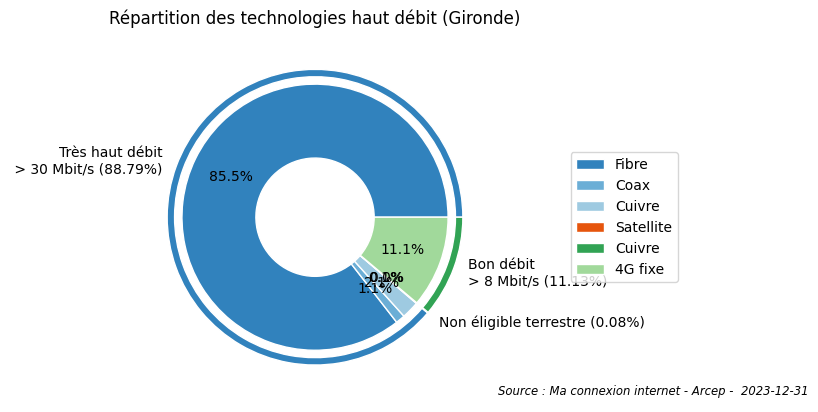 Répartition des technologies haut débit (Gironde)
Très haut débit
> 30 Mbit/s (88.79%)
85.5%
11.1%
1.1%
Bon débit
> 8 Mbit/s (11.13%)
Non éligible terrestre (0.08%)
Fibre
Coax
Cuivre
Satellite
Cuivre
4G fixe
Source : Ma connexion internet - Arcep - 2023-12-31